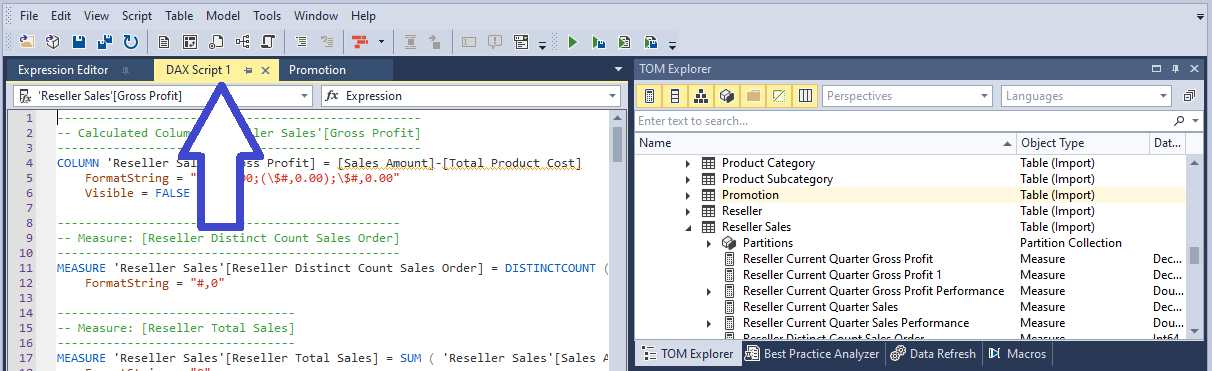 File Edit View Script Table Model Tools Window Help
Expression Editor DAX Script 1 Promotion
'Reseller Sales'[Gross Profit] fx Expression
1 --------------------------------------------------
2 -- Calculated Colum ller Sales'[Gross Profit]
3 --------------------------------------------------
4 COLUMN 'Reseller Sal oss Profit] = [Sales Amount]-[Total Product Cost]
5 FormatString = "\ 00;(\$#,0.00);\$#,0.00"
6 Visible = FALSE
7
8 -----------------------------------------------
9 -- Measure: [Reseller Distinct Count Sales Order]
10 -----------------------------------------------
11 MEASURE 'Reseller Sales'[Reseller Distinct Count Sales Order] = DISTINCTCOUNT (
12 FormatString = "#,0"
13
14 ---------------------------------
15 -- Measure: [Reseller Total Sales]
16 ---------------------------------
17 MEASURE 'Reseller Sales'[Reseller Total Sales] = SUM ( 'Reseller Sales'[Sales A
TOM Explorer
Perspectives Languages
Enter text to search...
Name Object Type Dat...
Product Category Table (Import)
Product Subcategory Table (Import)
Promotion Table (Import)
Reseller Table (Import)
Reseller Sales Table (Import)
Partitions Partition Collection
Reseller Current Quarter Gross Profit Measure Dec...
Reseller Current Quarter Gross Profit 1 Measure Dec...
Reseller Current Quarter Gross Profit Performance Measure Dou...
Reseller Current Quarter Sales Measure Dec...
Reseller Current Quarter Sales Performance Measure Dou...
Reseller Distinct Count Sales Order Measure Int64
TOM Explorer Best Practice Analyzer Data Refresh Macros